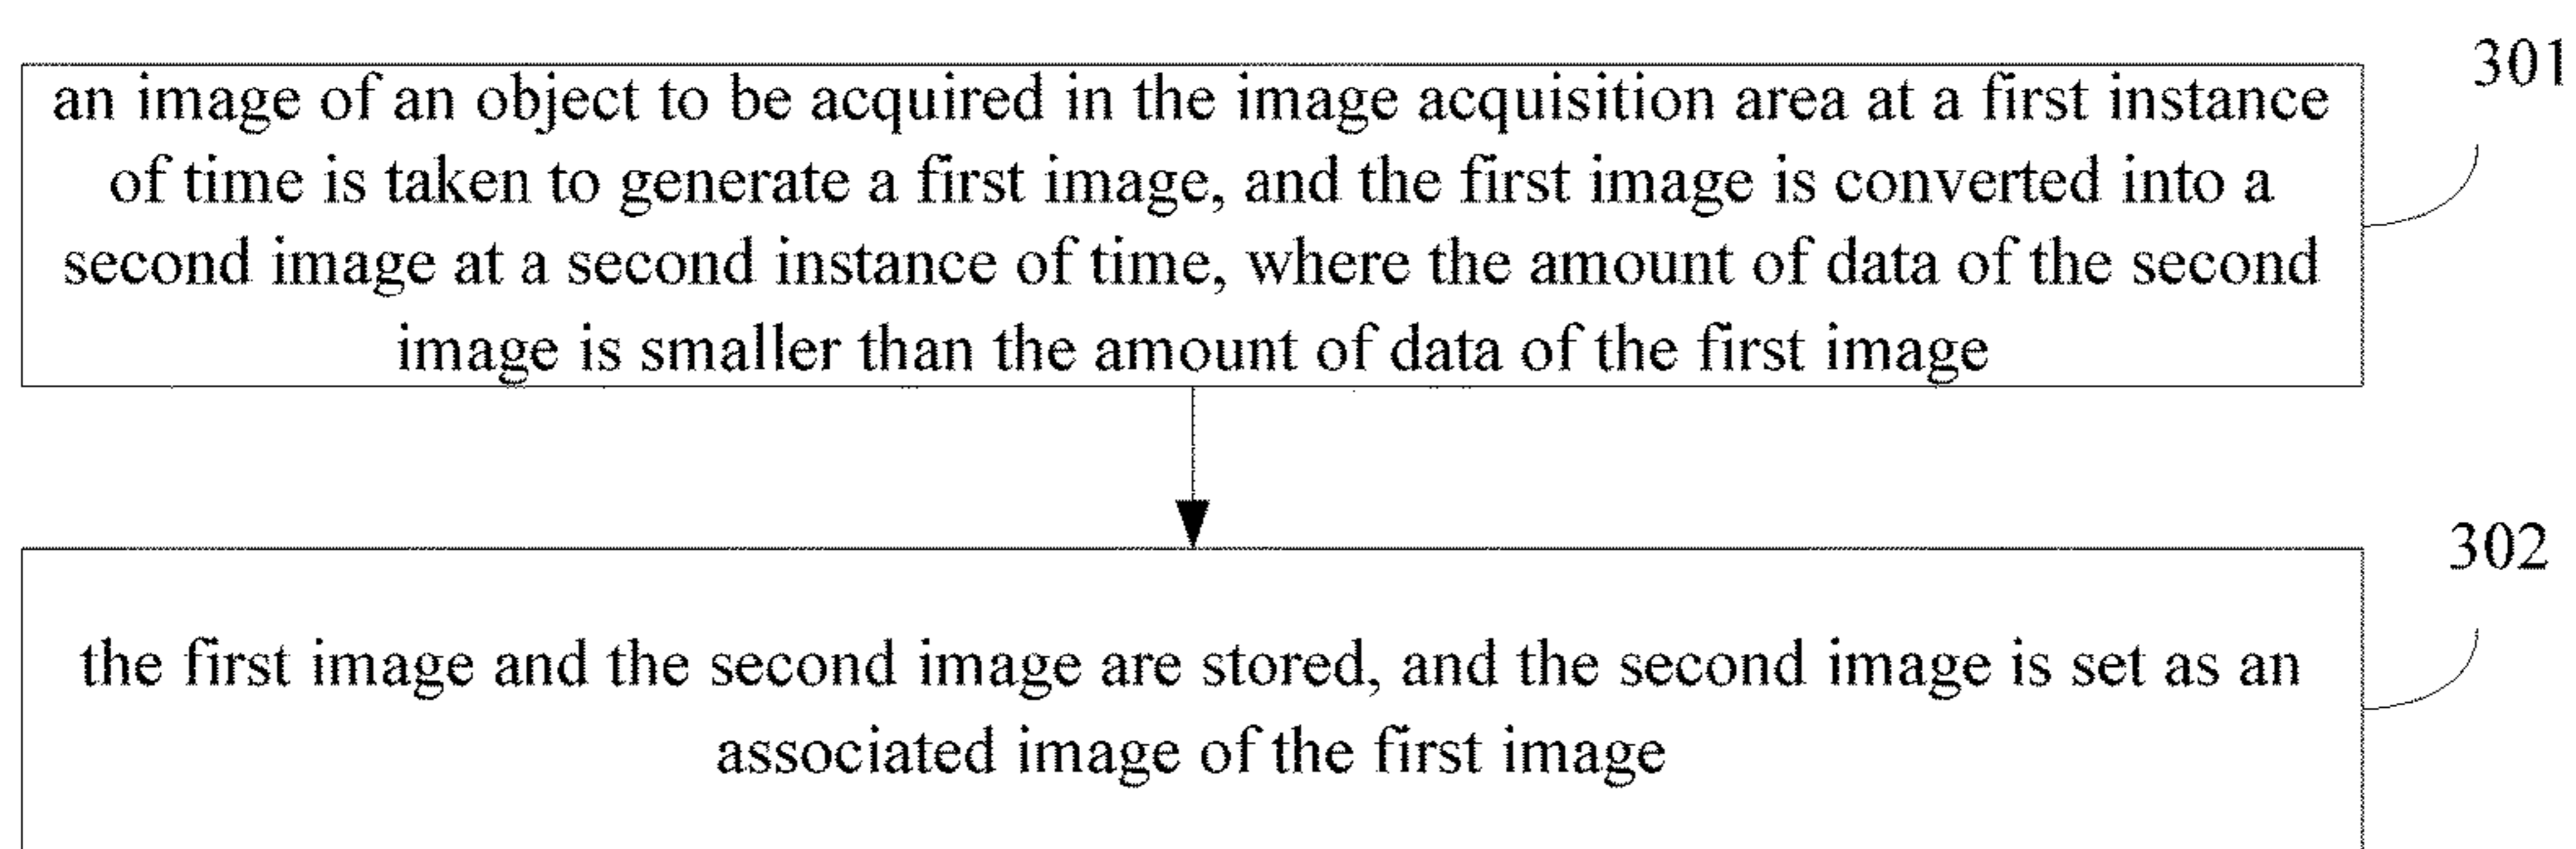 301
an image of an object to be acquired in the image acquisition area at a first instance
of time is taken to generate a first image, and the first image is converted into a
second image at a second instance of time, where the amount of data of the second
image is smaller than the amount of data of the first image
302
the first image and the second image are stored, and the second image is set as an
associated image of the first image